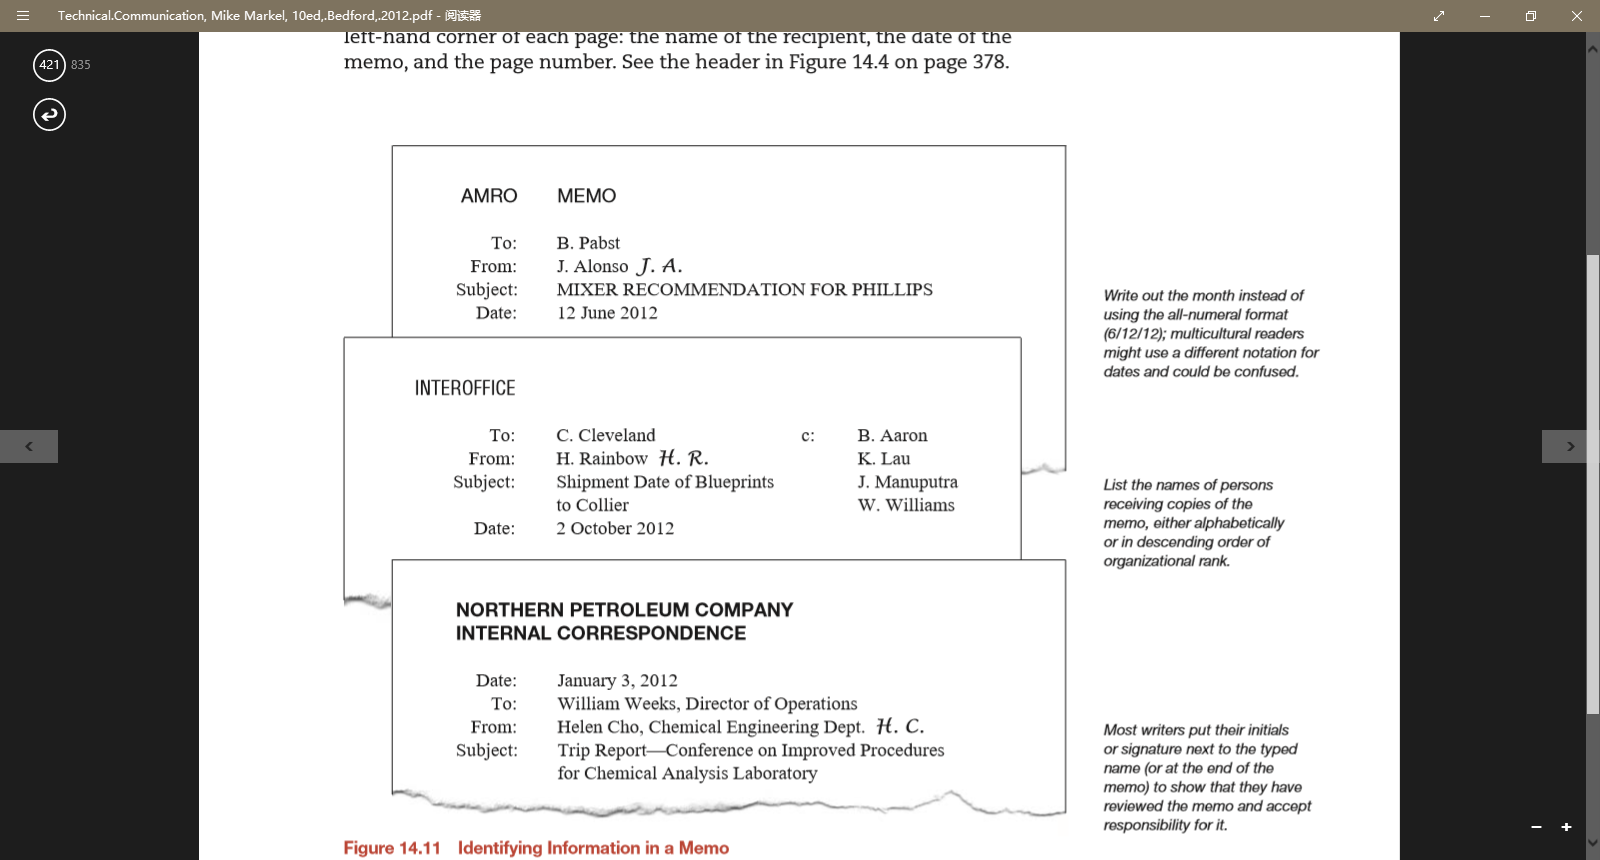 Technical.Communication, Mike Markel, 10ed,.Bedford,.2012.pdf - 阅读器
421 835
left-hand corner of each page: the name of the recipient, the date of the
memo, and the page number. See the header in Figure 14.4 on page 378.
AMRO MEMO
To: B. Pabst
From: J. Alonso J. A.
Subject: MIXER RECOMMENDATION FOR PHILLIPS
Date: 12 June 2012
Write out the month instead of
using the all-numeral format
(6/12/12); multicultural readers
might use a different notation for
dates and could be confused.
INTEROFFICE
To: C. Cleveland c: B. Aaron
From: H. Rainbow H. R. K. Lau
Subject: Shipment Date of Blueprints J. Manuputra
to Collier W. Williams
Date: 2 October 2012
List the names of persons
receiving copies of the
memo, either alphabetically
or in descending order of
organizational rank.
NORTHERN PETROLEUM COMPANY
INTERNAL CORRESPONDENCE
Date: January 3, 2012
To: William Weeks, Director of Operations
From: Helen Cho, Chemical Engineering Dept. H. C.
Subject: Trip Report—Conference on Improved Procedures
for Chemical Analysis Laboratory
Most writers put their initials
or signature next to the typed
name (or at the end of the
memo) to show that they have
reviewed the memo and accept
responsibility for it.
Figure 14.11 Identifying Information in a Memo